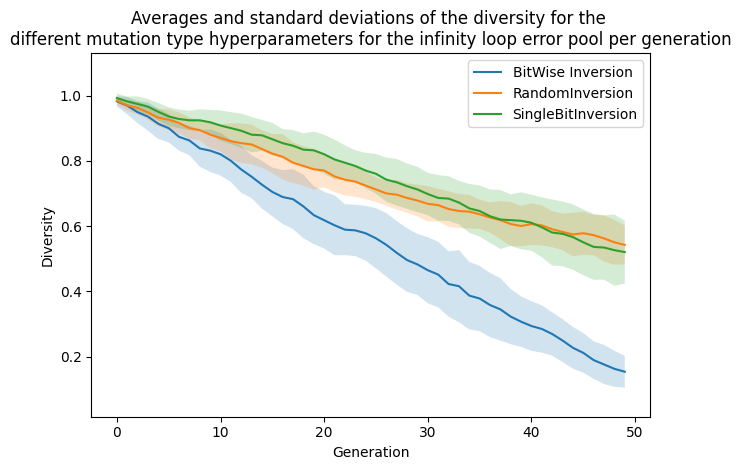 Averages and standard deviations of the diversity for the
different mutation type hyperparameters for the infinity loop error pool per generation
BitWise Inversion
RandomInversion
SingleBitInversion
1.0
0.8
0.6
0.4
0.2
Diversity
0
10
20
30
40
50
Generation